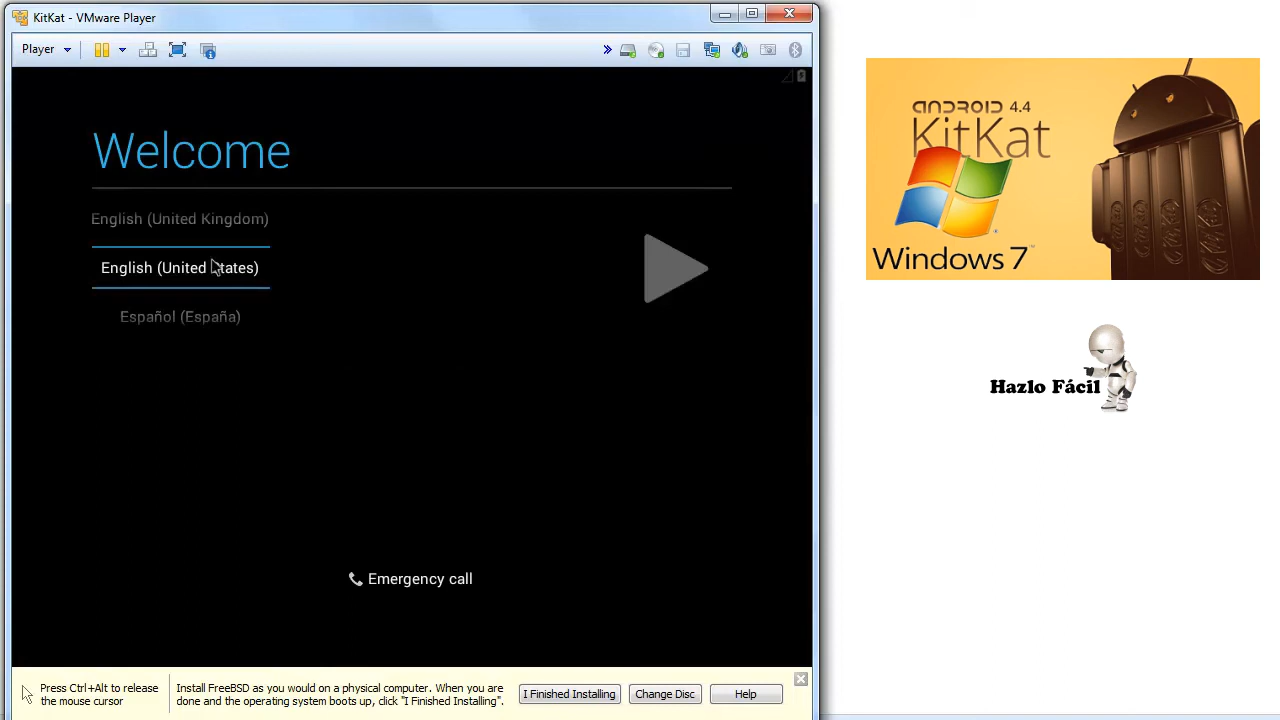 KitKat - VMware Player
Player
Welcome
English (United Kingdom)
English (United States)
Español (España)
Emergency call
Press Ctrl+Alt to release
the mouse cursor
Install FreeBSD as you would on a physical computer. When you are
done and the operating system boots up, click "I Finished Installing".
I Finished Installing
Change Disc
Help
ANDROID 4.4
KitKat
Windows 7
Hazlo Fácil